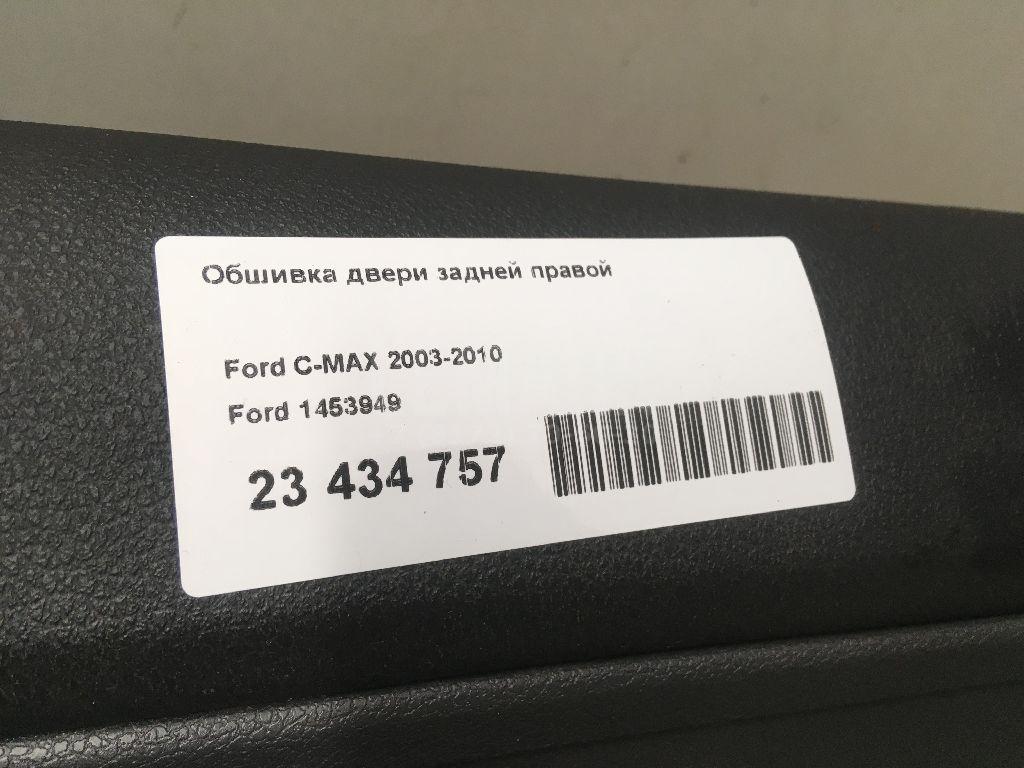 Обшивка двери задней правой
Ford C-MAX 2003-2010
Ford 1453949
23 434 757